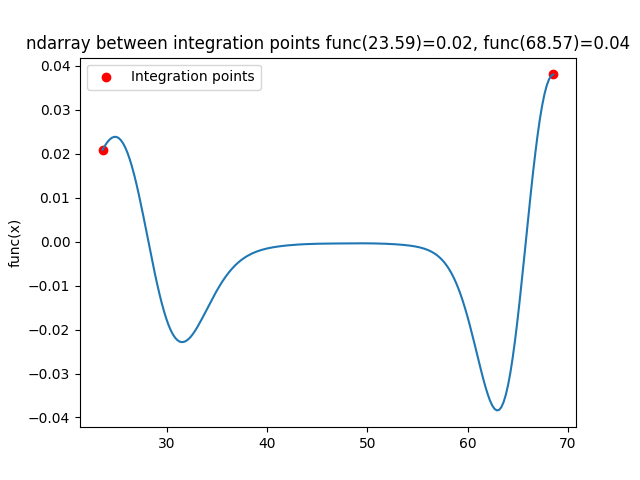 ndarray between integration points func(23.59)=0.02, func(68.57)=0.04
Integration points
func(x)
0.04
0.03
0.02
0.01
0.00
−0.01
−0.02
−0.03
−0.04
30 40 50 60 70